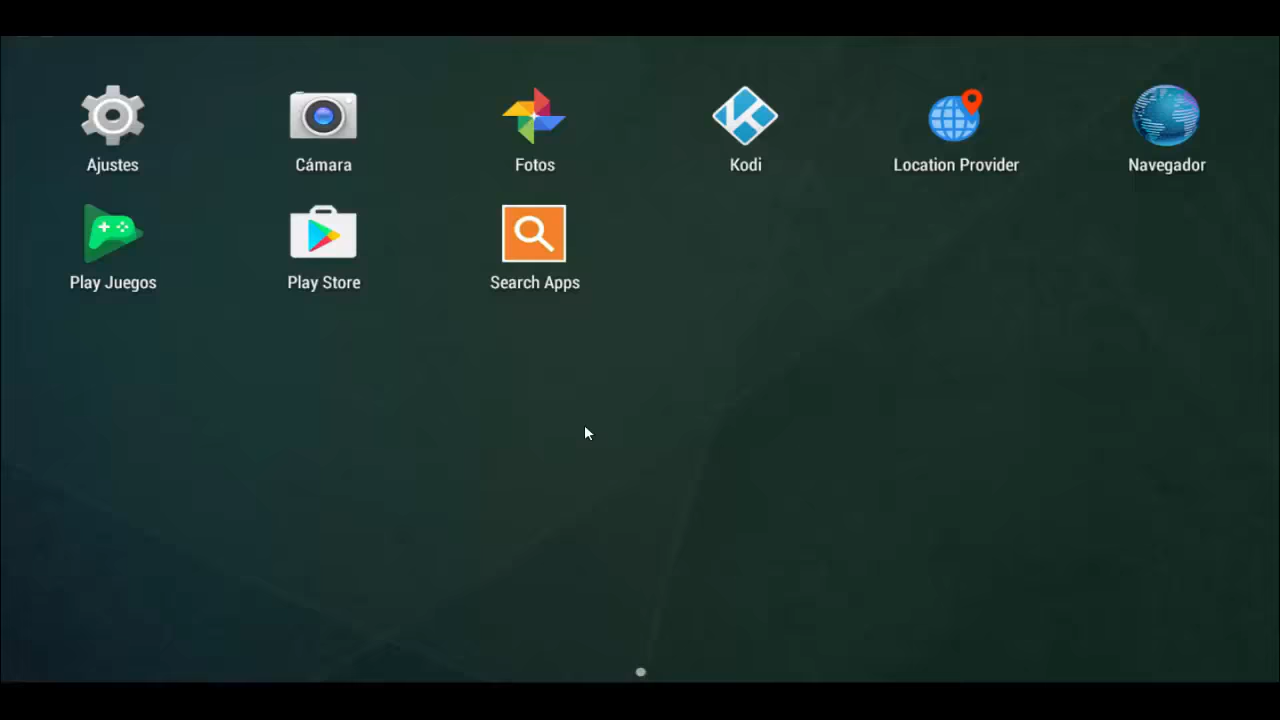 Ajustes
Cámara
Fotos
Kodi
Location Provider
Navegador
Play Juegos
Play Store
Search Apps